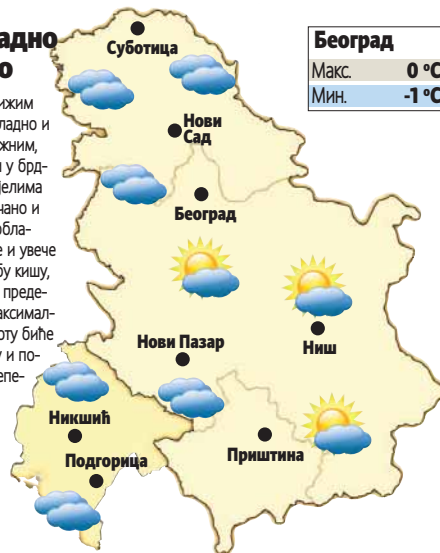 адно
о
Београд
Макс. 0 °C
Мин. -1 °C
ижим
ладно и
жним,
и у брд-
јелима
чано и
обла-
е и увече
бу кишу,
преде-
аксимал-
оту биће
у и по-
епе-
Суботица
Нови
Сад
Београд
Нови Пазар
Ниш
Никшић
Приштина
Подгорица